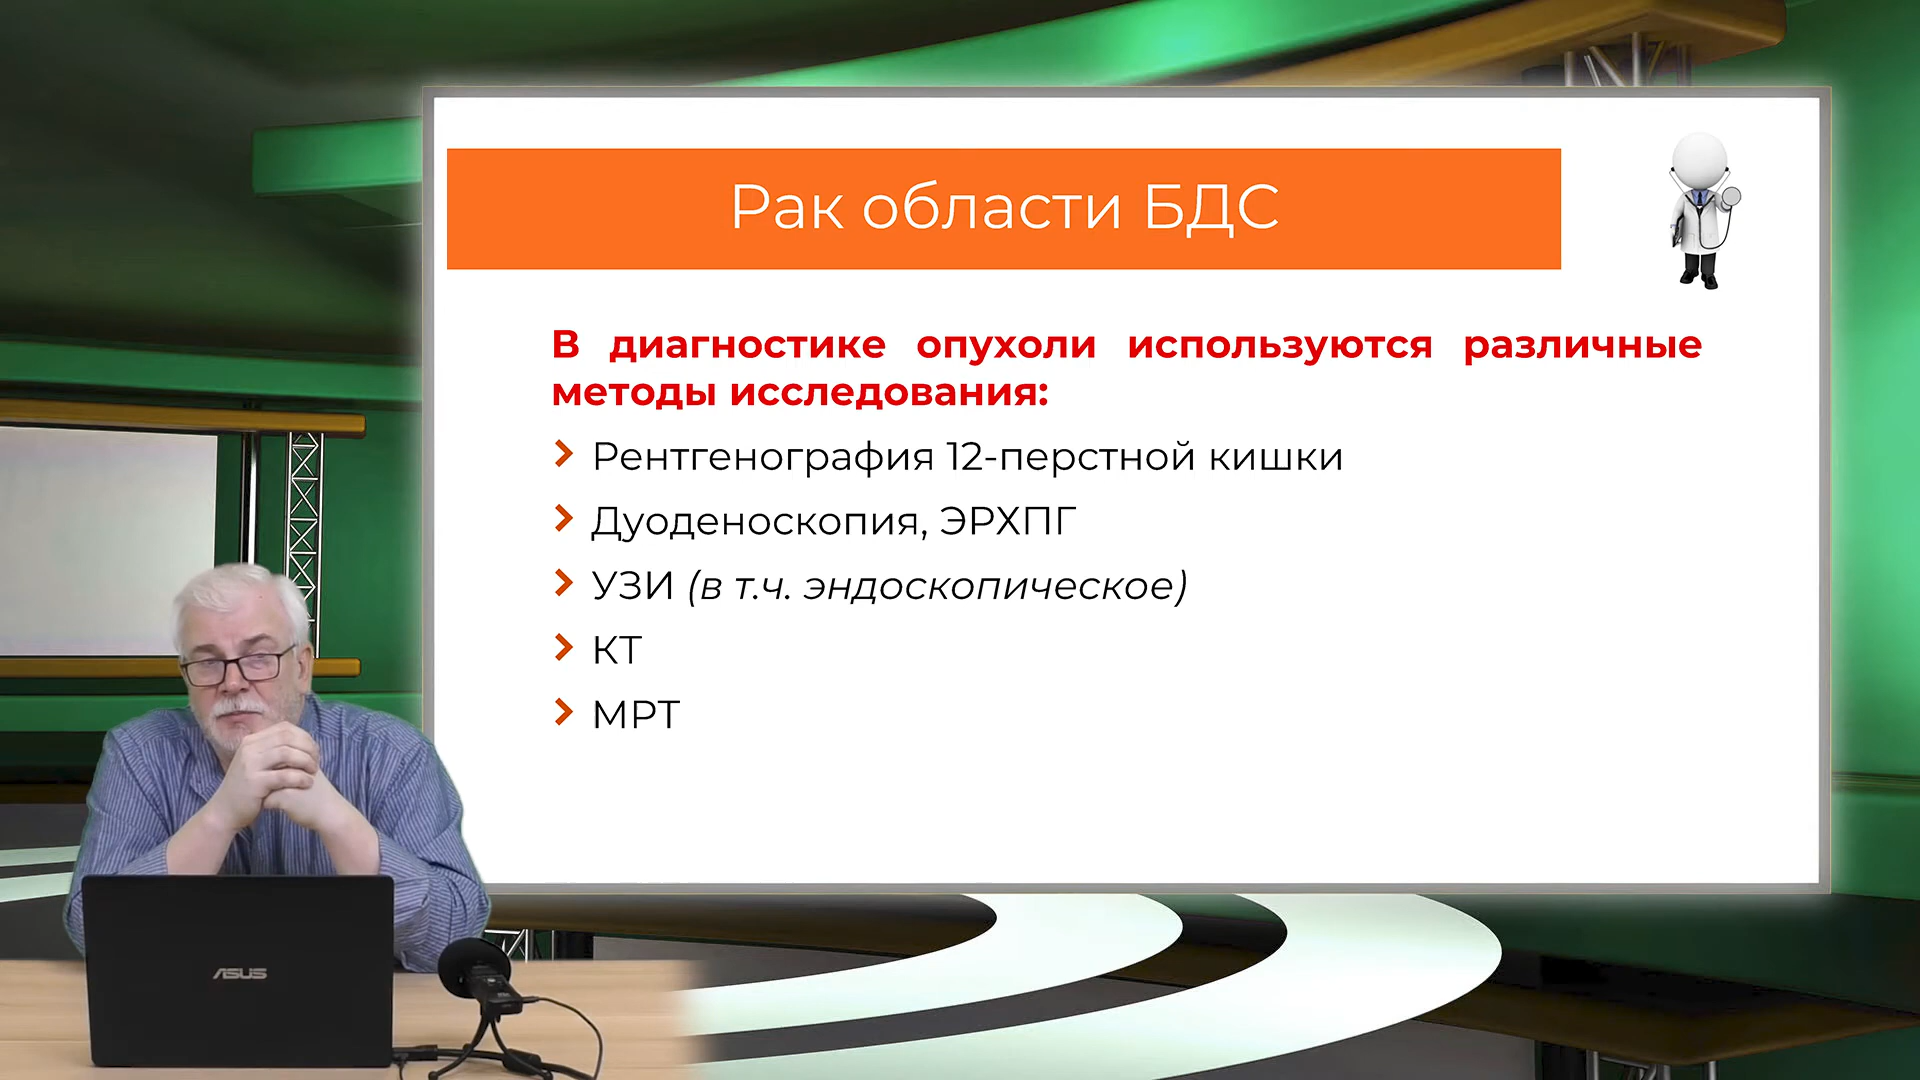 Рак области БДС
В диагностике опухоли используются различные
методы исследования:
Рентгенография 12-перстной кишки
Дуоденоскопия, ЭРХПГ
УЗИ (в т.ч. эндоскопическое)
КТ
МРТ
ASUS